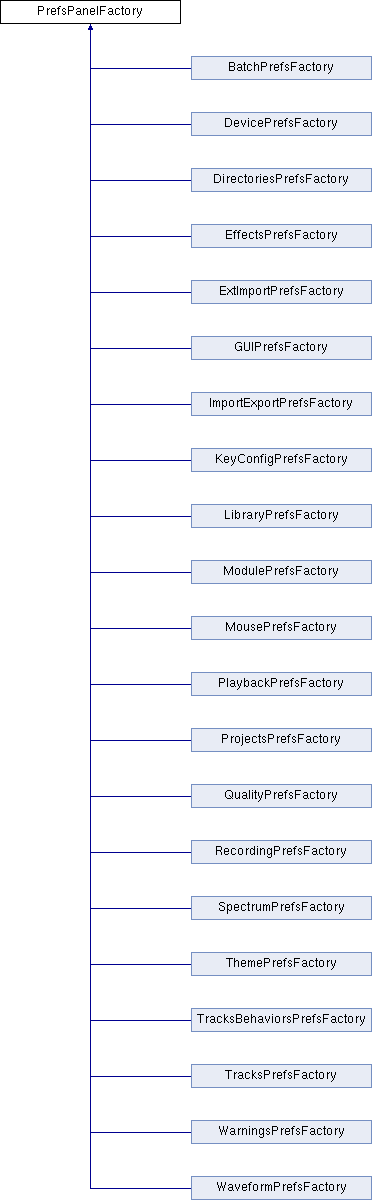 PrefsPanelFactory
BatchPrefsFactory
DevicePrefsFactory
DirectoriesPrefsFactory
EffectsPrefsFactory
ExtImportPrefsFactory
GUIPrefsFactory
ImportExportPrefsFactory
KeyConfigPrefsFactory
LibraryPrefsFactory
ModulePrefsFactory
MousePrefsFactory
PlaybackPrefsFactory
ProjectsPrefsFactory
QualityPrefsFactory
RecordingPrefsFactory
SpectrumPrefsFactory
ThemePrefsFactory
TracksBehaviorsPrefsFactory
TracksPrefsFactory
WarningsPrefsFactory
WaveformPrefsFactory